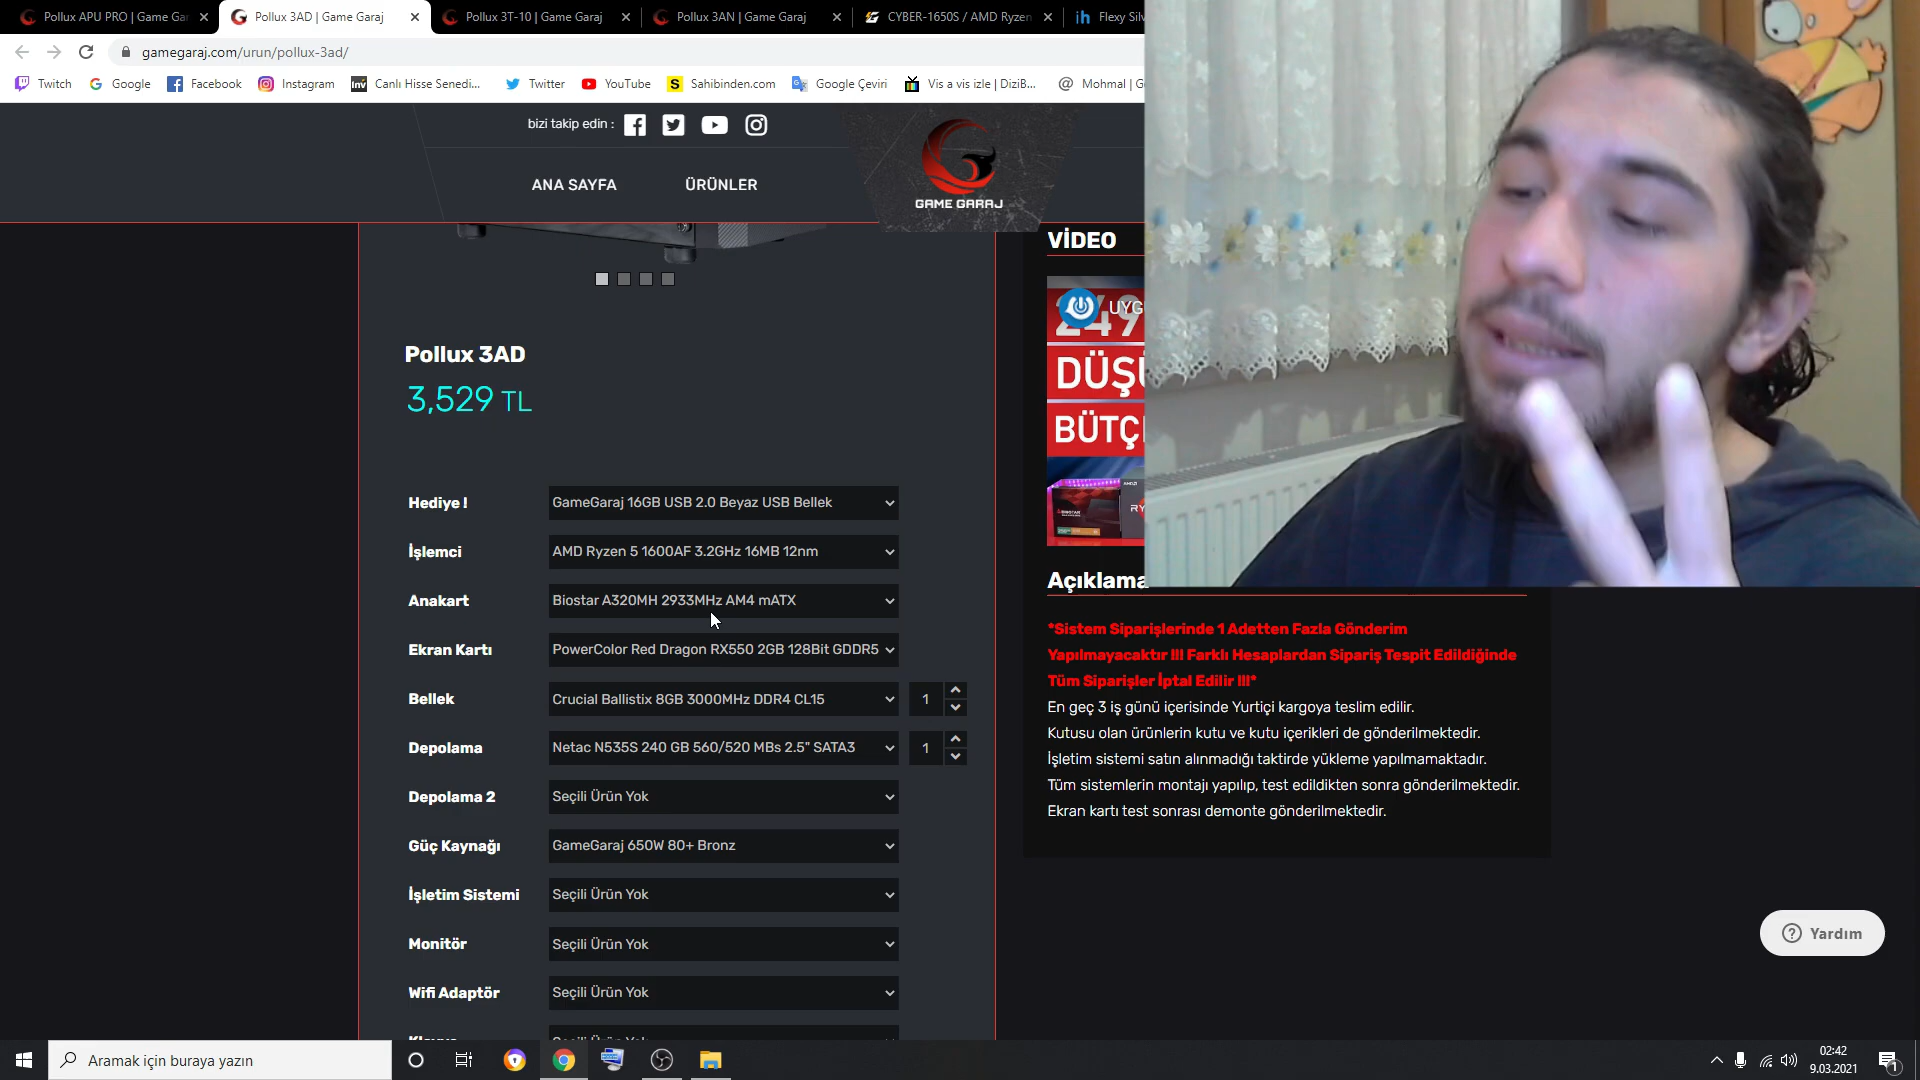 Pollux APU PRO | Game Gar
Pollux 3AD | Game Garaj
Pollux 3T-10 | Game Garaj
Pollux 3AN | Game Garaj
CYBER-1650S / AMD Ryzen
Flexy Silv
gamegaraj.com/urun/pollux-3ad/
Twitch
Google
Facebook
Instagram
Canlı Hisse Senedi...
Twitter
YouTube
Sahibinden.com
Google Çeviri
Vis a vis izle | DiziB...
Mohmal | G
bizi takip edin :
ANA SAYFA
ÜRÜNLER
GAME GARAJ
VİDEO
UYG
249
DÜŞÜ
BÜTÇ
Pollux 3AD
3,529 TL
Hediye !
GameGaraj 16GB USB 2.0 Beyaz USB Bellek
İşlemci
AMD Ryzen 5 1600AF 3.2GHz 16MB 12nm
Anakart
Biostar A320MH 2933MHz AM4 mATX
Ekran Kartı
PowerColor Red Dragon RX550 2GB 128Bit GDDR5
Bellek
Crucial Ballistix 8GB 3000MHz DDR4 CL15
1
Depolama
Netac N535S 240 GB 560/520 MBs 2.5" SATA3
1
Depolama 2
Seçili Ürün Yok
Güç Kaynağı
GameGaraj 650W 80+ Bronz
İşletim Sistemi
Seçili Ürün Yok
Monitör
Seçili Ürün Yok
Wifi Adaptör
Seçili Ürün Yok
Açıklama
*Sistem Siparişlerinde 1 Adetten Fazla Gönderim
Yapılmayacaktır !!! Farklı Hesaplardan Sipariş Tespit Edildiğinde
Tüm Siparişler İptal Edilir !!!*
En geç 3 iş günü içerisinde Yurtiçi kargoya teslim edilir.
Kutusu olan ürünlerin kutu ve kutu içerikleri de gönderilmektedir.
İşletim sistemi satın alınmadığı taktirde yükleme yapılmamaktadır.
Tüm sistemlerin montajı yapılıp, test edildikten sonra gönderilmektedir.
Ekran kartı test sonrası demonte gönderilmektedir.
Yardım
Aramak için buraya yazın
02:42
9.03.2021
1